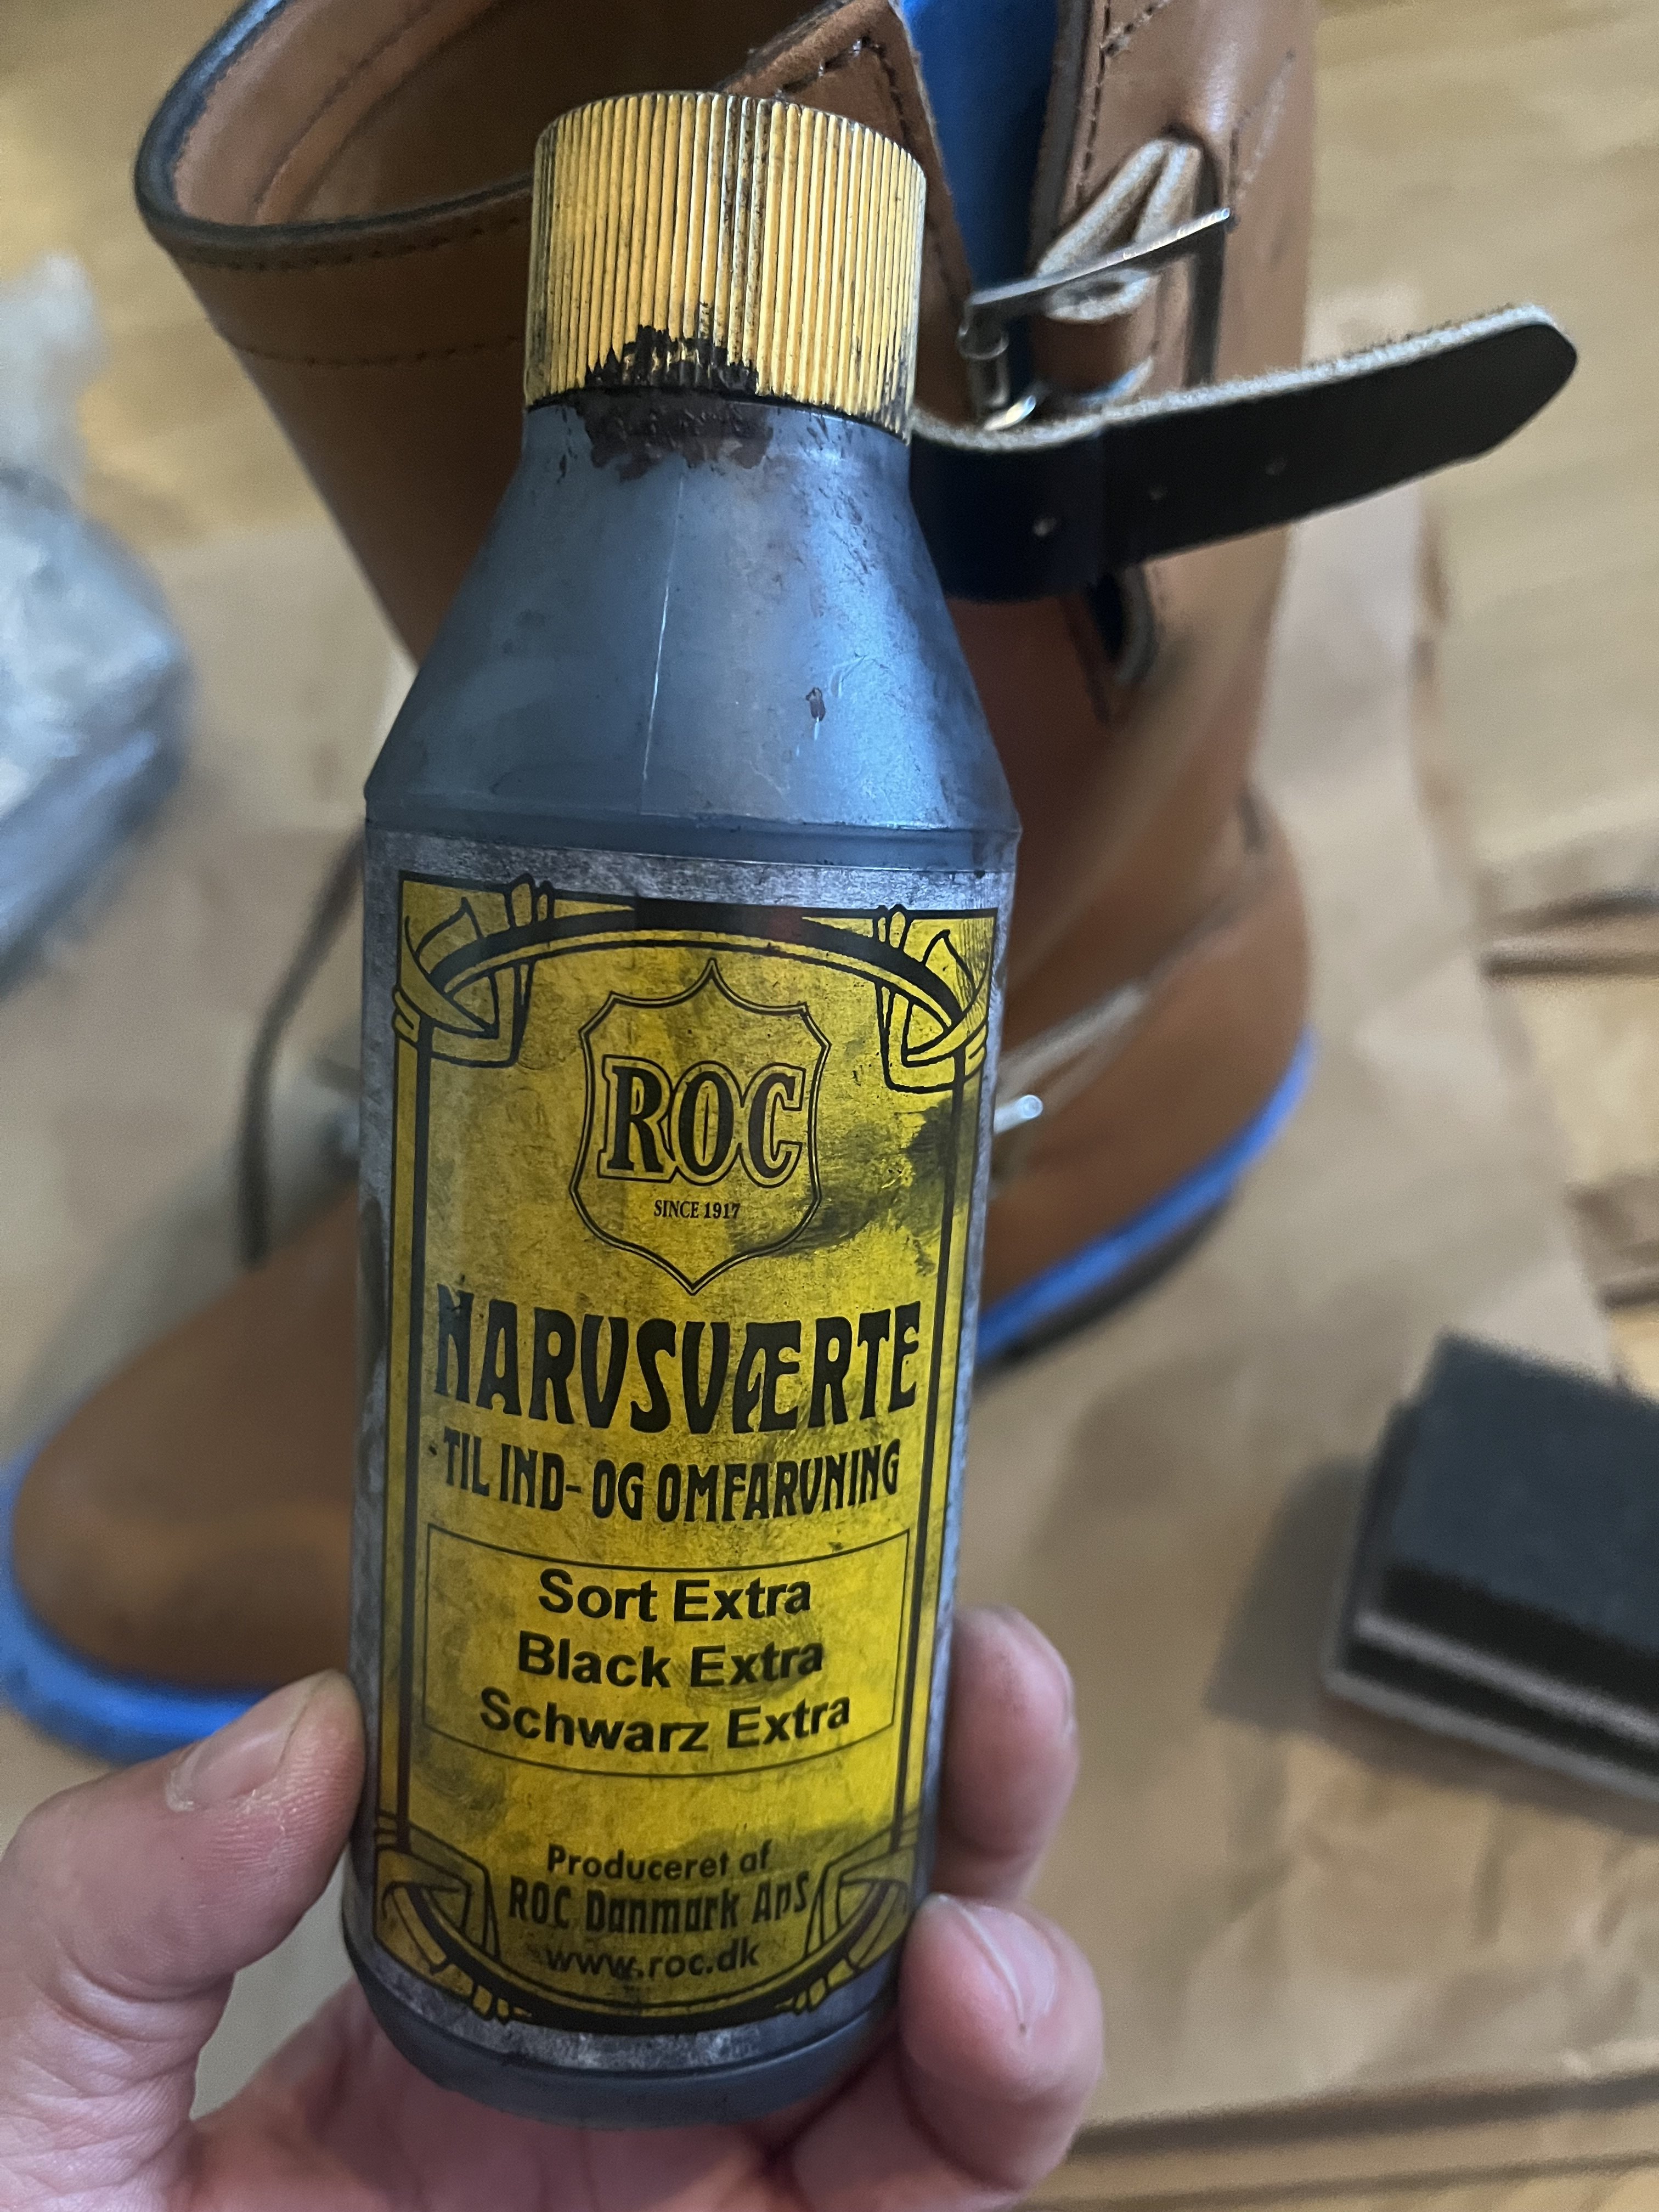 ROC
SINCE 1917
NARVSVÆRTE
-TIL IND- OG OMFARVNING
Sort Extra
Black Extra
Schwarz Extra
Produceret af
ROC Danmark ApS
www.roc.dk